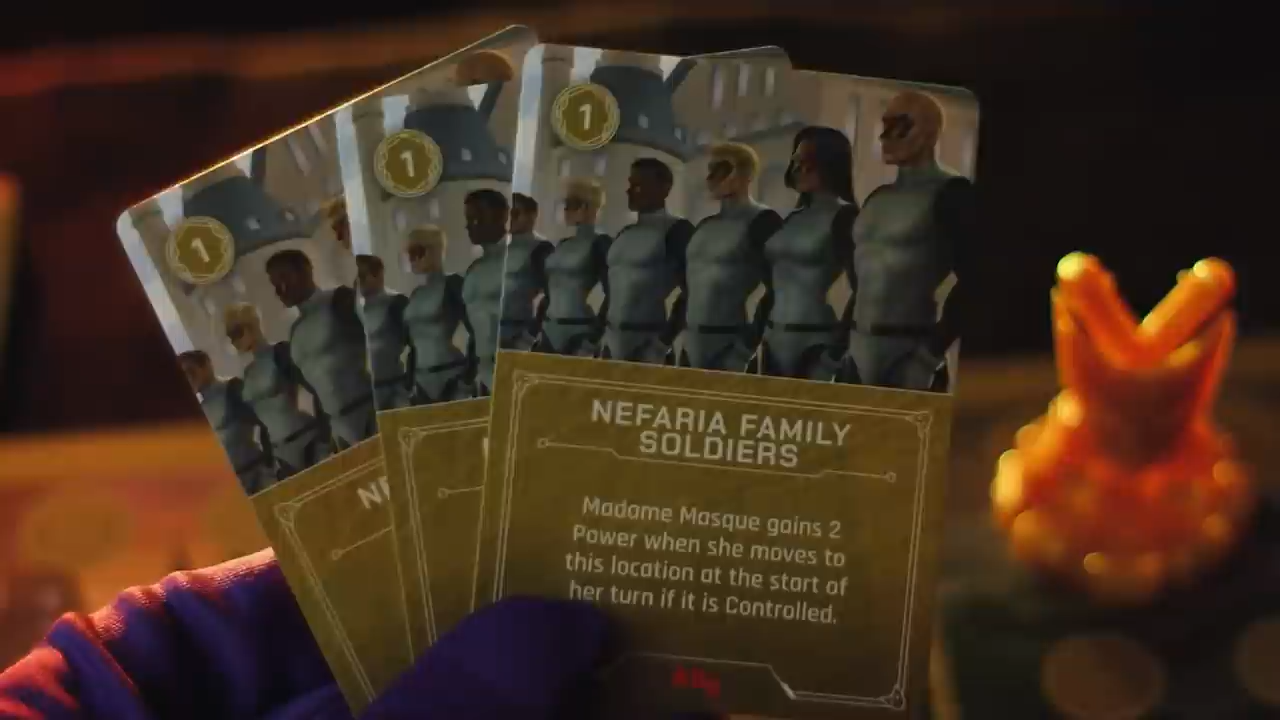 1
1
1
NE
NEFARIA FAMILY
SOLDIERS
Madame Masque gains 2
Power when she moves to
this location at the start of
her turn if it is Controlled.